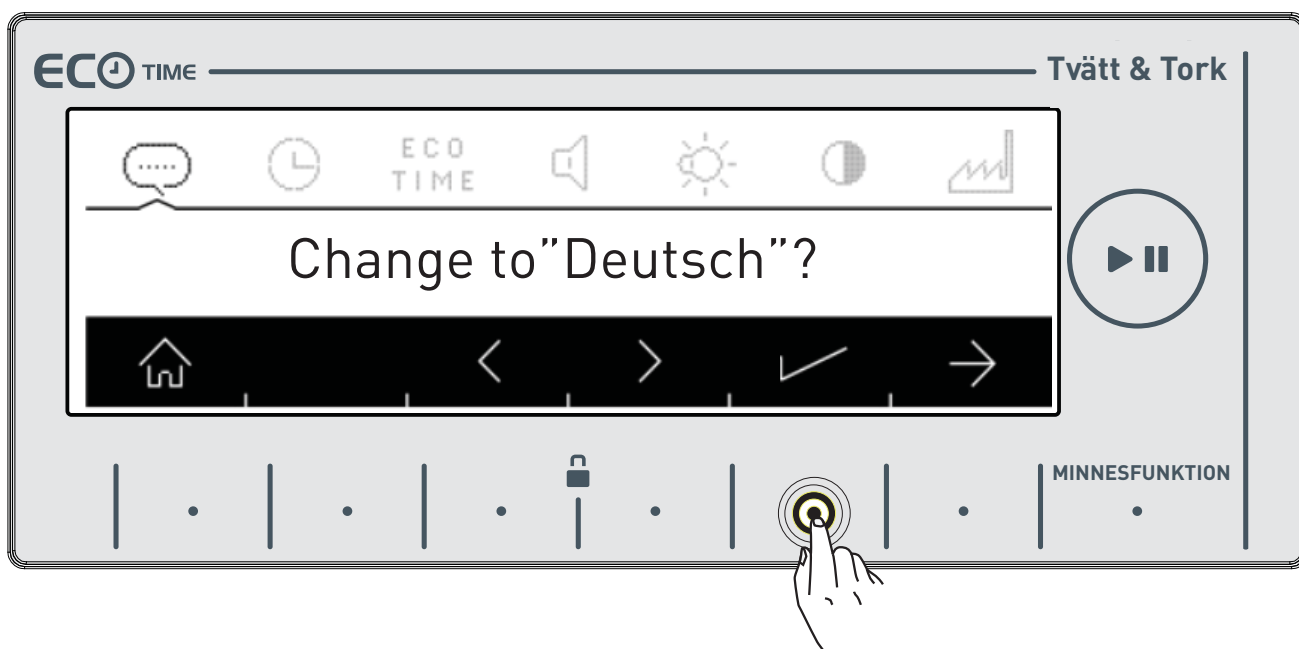 ECO TIME
Tvätt & Tork
ECO
TIME
Change to”Deutsch”?
MINNESFUNKTION